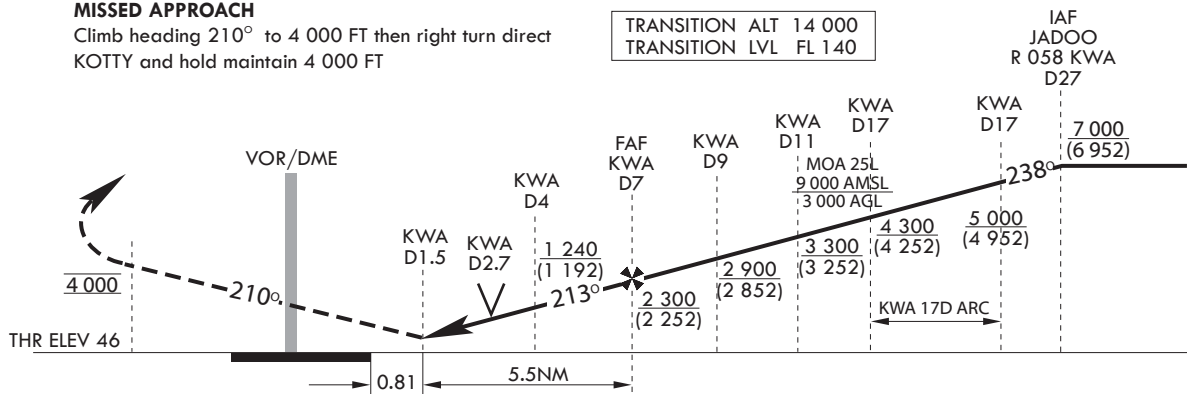 MISSED APPROACH
Climb heading 210° to 4 000 FT then right turn direct
KOTTY and hold maintain 4 000 FT
TRANSITION ALT 14 000
TRANSITION LVL FL 140
IAF
JADOO
R 058 KWA
D27
KWA
D17
KWA
D17
KWA
D11
KWA
D9
FAF
KWA
D7
KWA
D4
KWA
D2.7
KWA
D1.5
VOR/DME
7 000
(6 952)
238°
MOA 25L
9 000 AMSL
3 000 AGL
5 000
(4 952)
4 300
(4 252)
3 300
(3 252)
2 900
(2 852)
2 300
(2 252)
1 240
(1 192)
213°
210°
4 000
KWA 17D ARC
THR ELEV 46
0.81
5.5NM